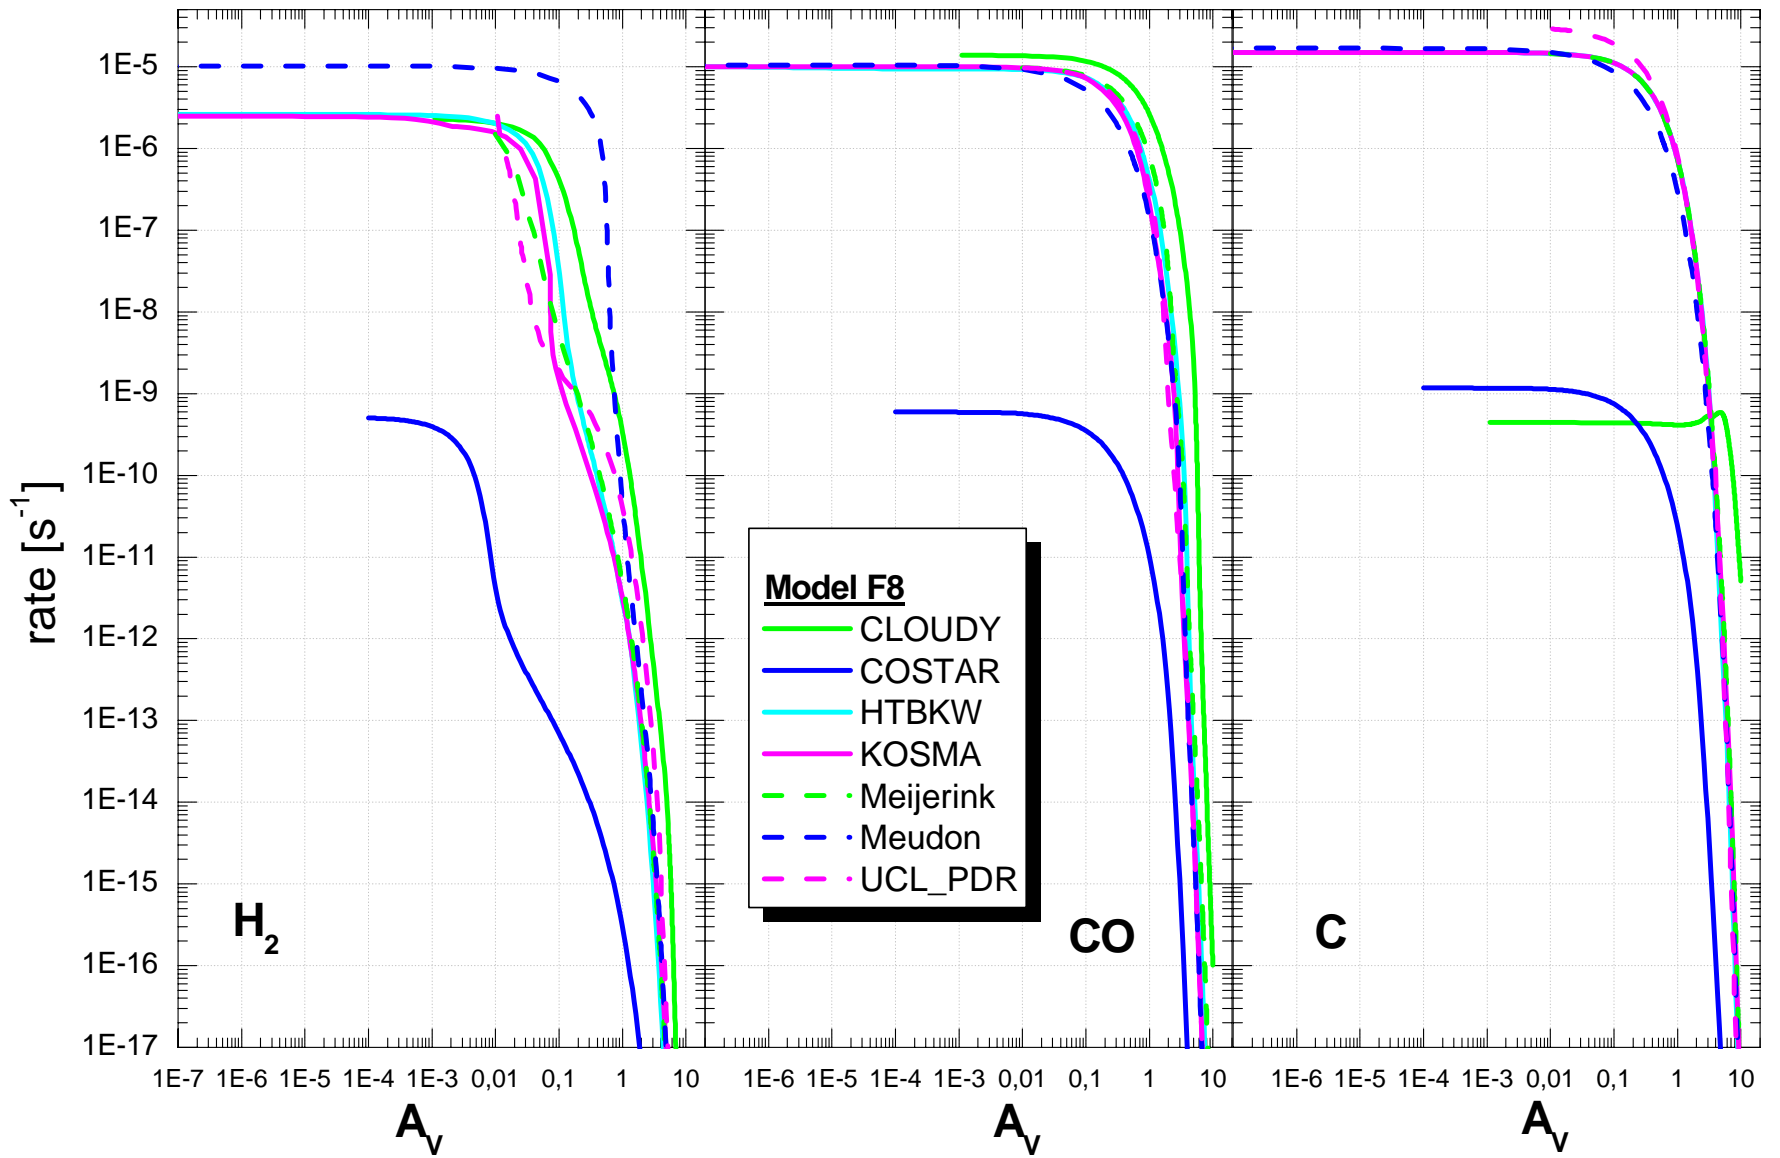 1E-5
1E-6
1E-7
1E-8
1E-9
1E-10
1E-11
1E-12
1E-13
1E-14
1E-15
1E-16
1E-17
rate [s⁻¹]
Model F8
CLOUDY
COSTAR
HTBKW
KOSMA
Meijerink
Meudon
UCL_PDR
H₂
CO
C
1E-7 1E-6 1E-5 1E-4 1E-3 0,01 0,1 1 10
1E-6 1E-5 1E-4 1E-3 0,01 0,1 1 10
1E-6 1E-5 1E-4 1E-3 0,01 0,1 1 10
A_V
A_V
A_V